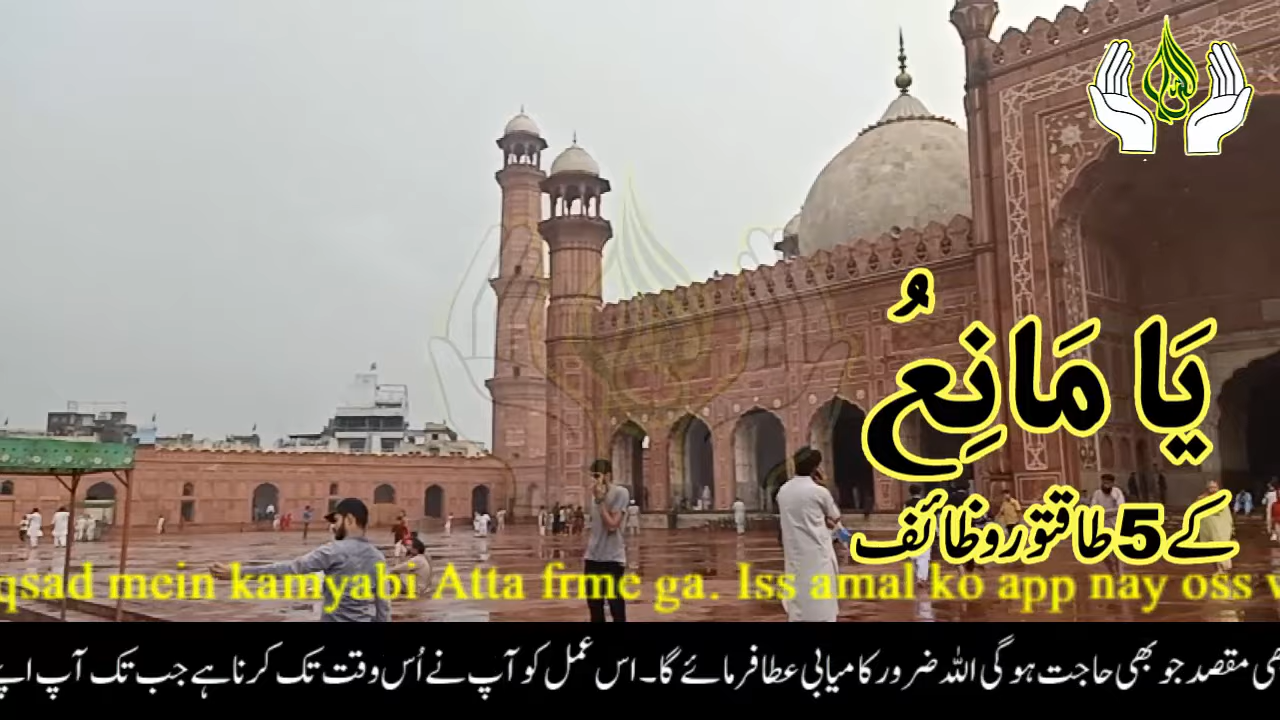 يَا مَانِعُ
کے 5 طاقتور وظائف
mein kamyabi Atta frme ga. Iss amal ko app nay oss
مقصد جو بھی حاجت ہو گی اللہ ضرور کامیابی عطا فرمائے گا۔ اس عمل کو آپ نے اُس وقت تک کرنا ہے جب تک آپ